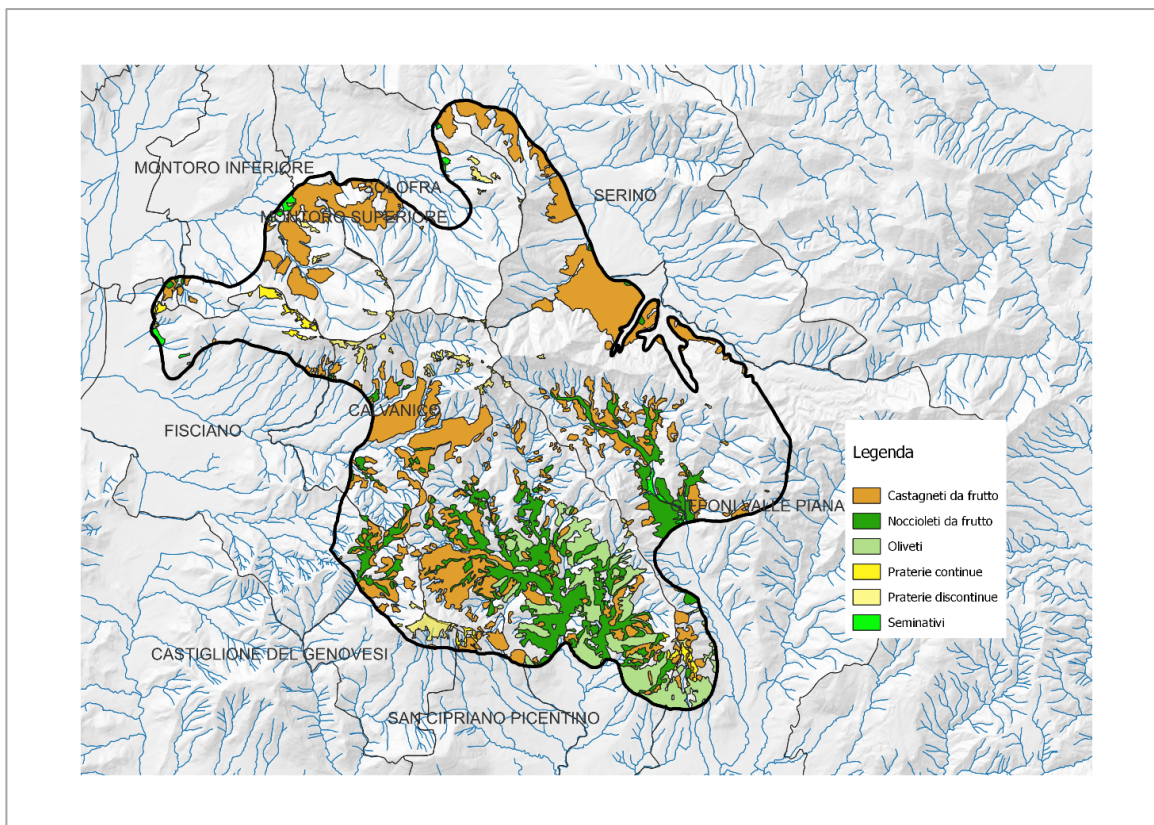 MONTORO INFERIORE
SOLOFRA
SERINO
MONTORO SUPERIORE
CALVANICO
FISCIANO
Legenda
Castagneti da frutto
GIFFONI VALLE PIANA
Noccioleti da frutto
Oliveti
Praterie continue
Praterie discontinue
Seminativi
CASTIGLIONE DEL GENOVESI
SAN CIPRIANO PICENTINO